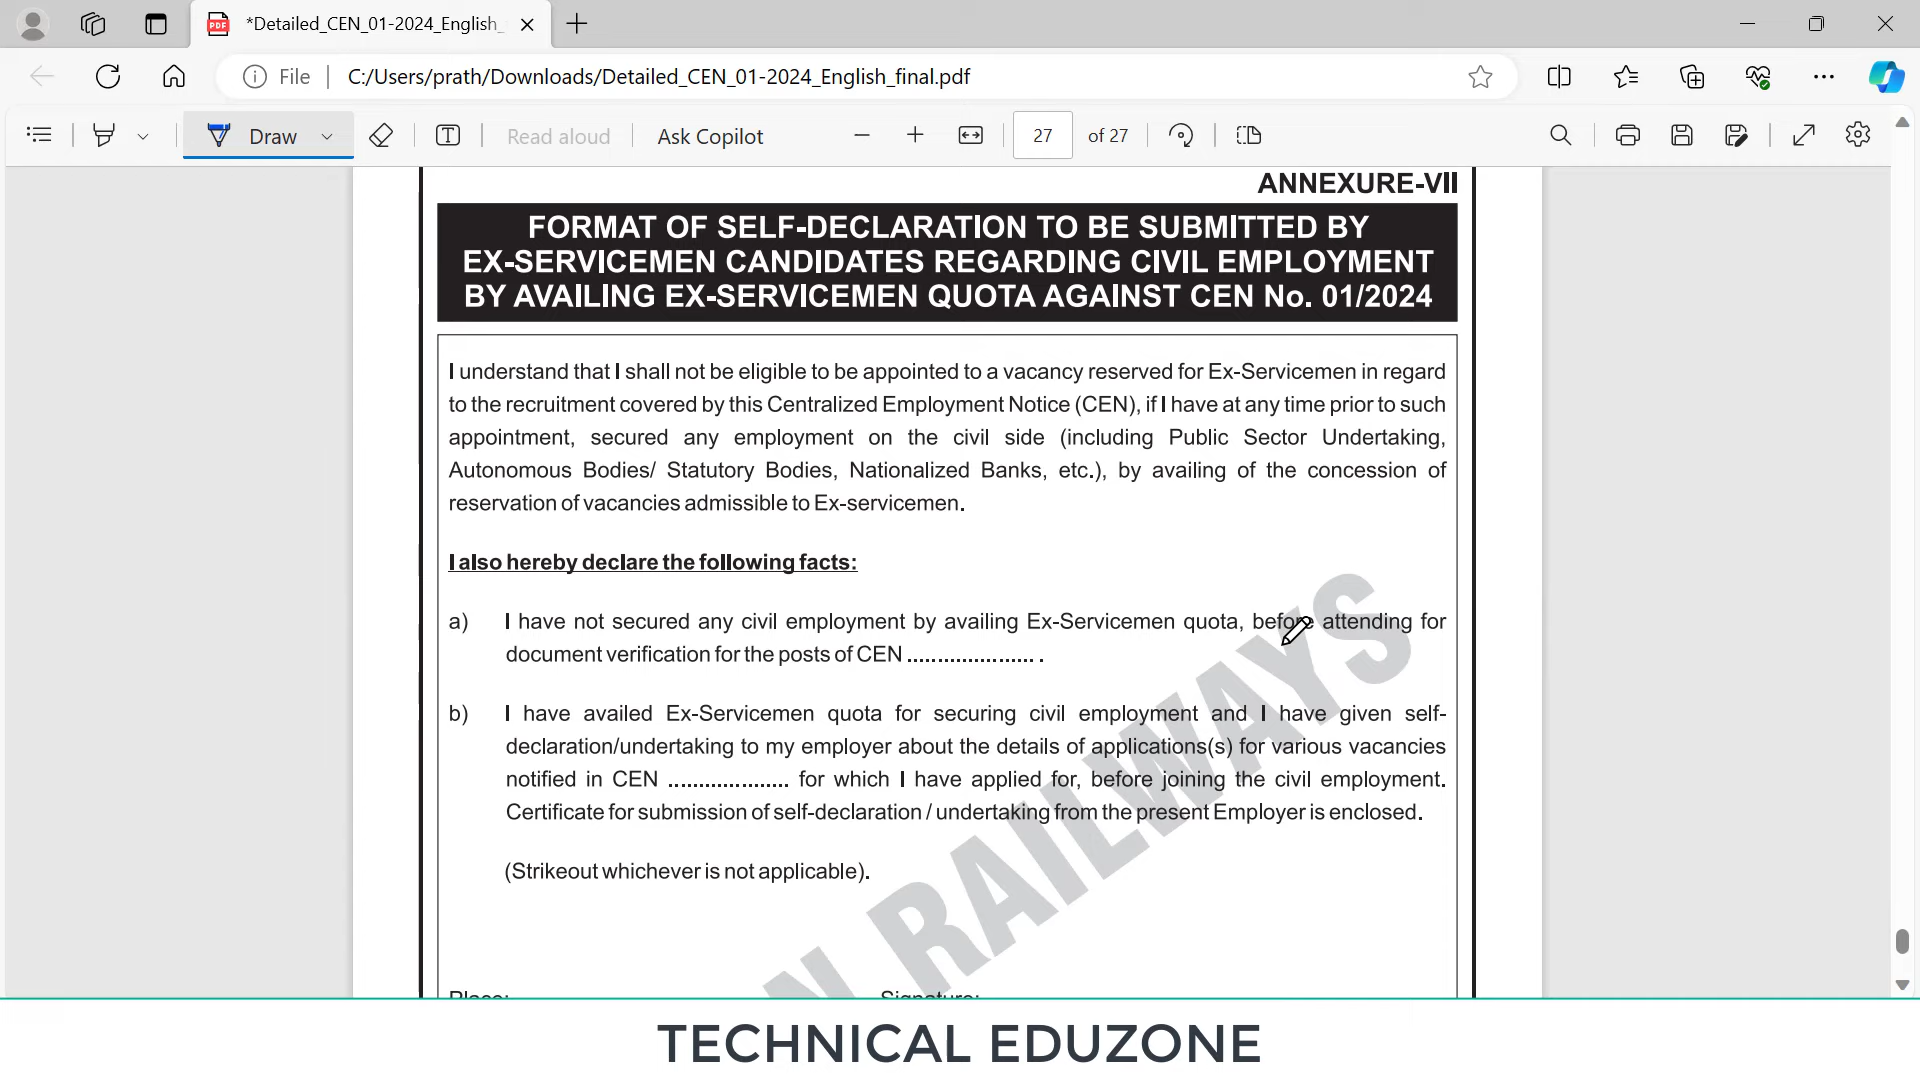 *Detailed_CEN_01-2024_English_
File
C:/Users/prath/Downloads/Detailed_CEN_01-2024_English_final.pdf
Draw
Read aloud
Ask Copilot
27
of 27
ANNEXURE-VII
FORMAT OF SELF-DECLARATION TO BE SUBMITTED BY
EX-SERVICEMEN CANDIDATES REGARDING CIVIL EMPLOYMENT
BY AVAILING EX-SERVICEMEN QUOTA AGAINST CEN No. 01/2024
I understand that I shall not be eligible to be appointed to a vacancy reserved for Ex-Servicemen in regard
to the recruitment covered by this Centralized Employment Notice (CEN), if I have at any time prior to such
appointment, secured any employment on the civil side (including Public Sector Undertaking,
Autonomous Bodies/ Statutory Bodies, Nationalized Banks, etc.), by availing of the concession of
reservation of vacancies admissible to Ex-servicemen.
I also hereby declare the following facts:
a) I have not secured any civil employment by availing Ex-Servicemen quota, before attending for
document verification for the posts of CEN ..................... .
b) I have availed Ex-Servicemen quota for securing civil employment and I have given self-
declaration/undertaking to my employer about the details of applications(s) for various vacancies
notified in CEN .................... for which I have applied for, before joining the civil employment.
Certificate for submission of self-declaration / undertaking from the present Employer is enclosed.
(Strikeout whichever is not applicable).
N RAILWAYS
Place:
Signature:
TECHNICAL EDUZONE